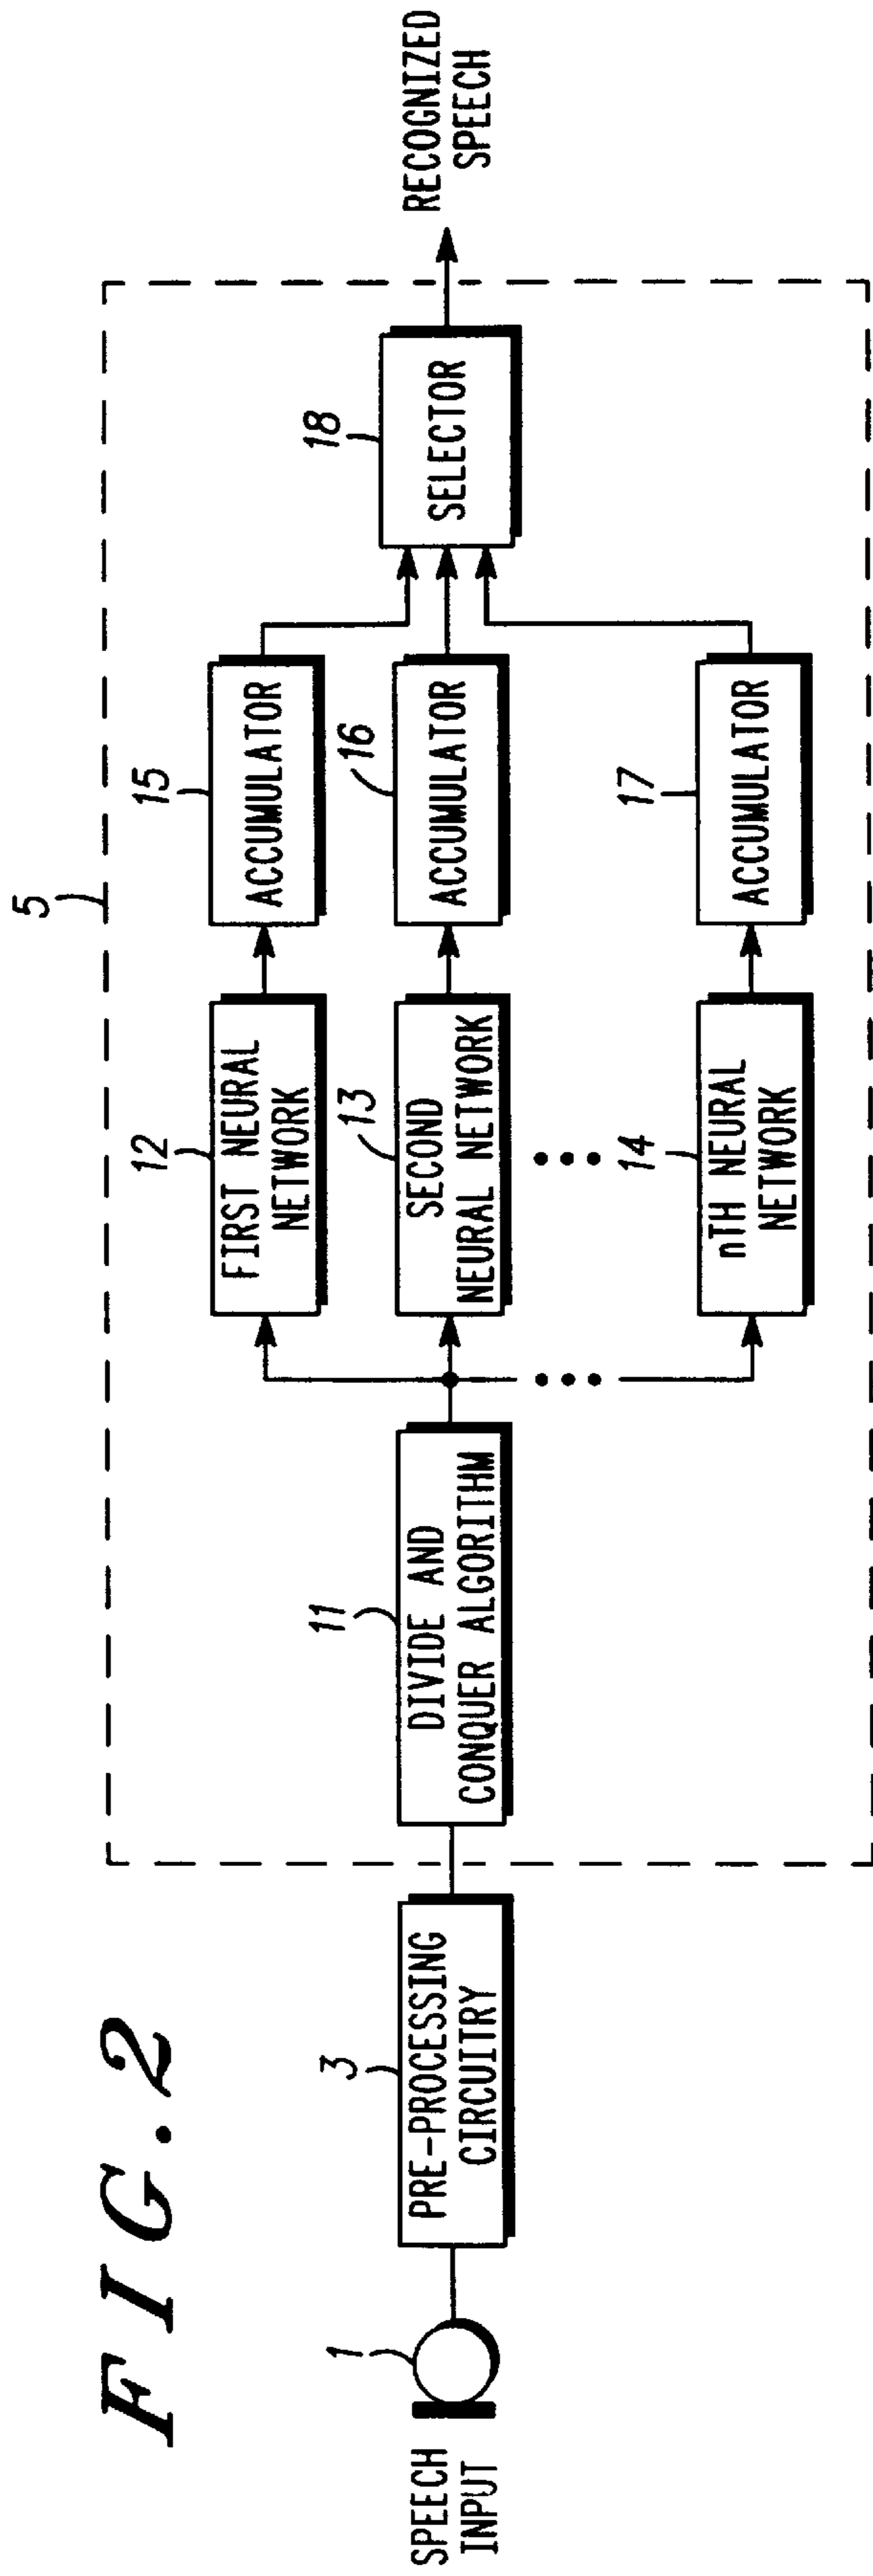 FIG.2
5
SPEECH
INPUT
1
3
PRE-PROCESSING
CIRCUITRY
11
DIVIDE AND
CONQUER ALGORITHM
12
FIRST NEURAL
NETWORK
15
ACCUMULATOR
13
SECOND
NEURAL NETWORK
16
ACCUMULATOR
14
nTH NEURAL
NETWORK
17
ACCUMULATOR
18
SELECTOR
RECOGNIZED
SPEECH